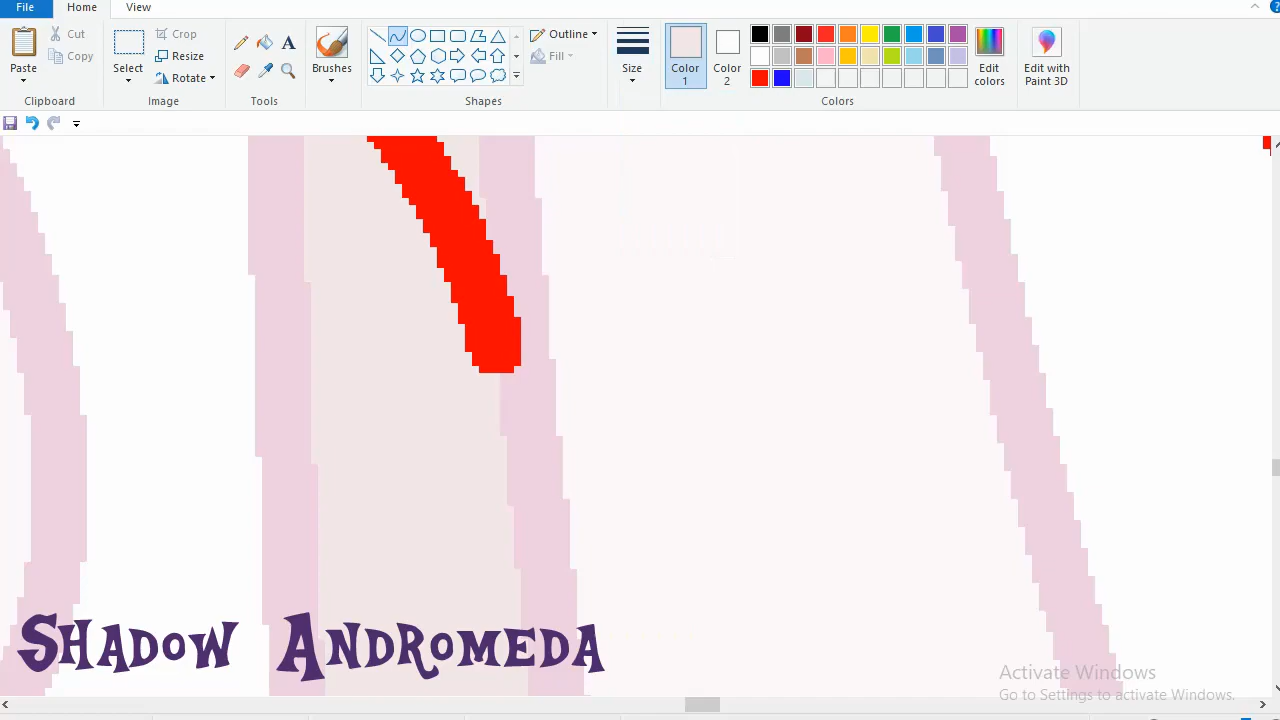 File Home View
Paste Cut Copy Clipboard
Select Crop Resize Rotate Image
Tools
Brushes
Outline Fill Shapes
Size
Color 1
Color 2
Edit colors
Colors
Edit with Paint 3D
Shadow Andromeda
Activate Windows
Go to Settings to activate Windows.